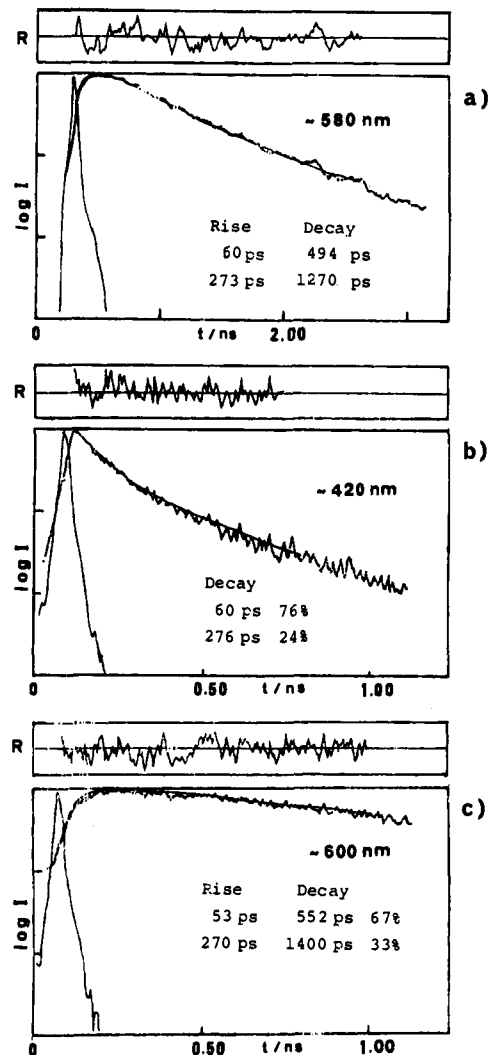 R
a)
~580 nm
log I
Rise Decay
60 ps 494 ps
273 ps 1270 ps
0 2.00
t/ns
R
b)
~420 nm
log I
Decay
60 ps 76%
276 ps 24%
0 0.50 1.00
t/ns
R
c)
~600 nm
log I
Rise Decay
53 ps 552 ps 67%
270 ps 1400 ps 33%
0 0.50 1.00
t/ns